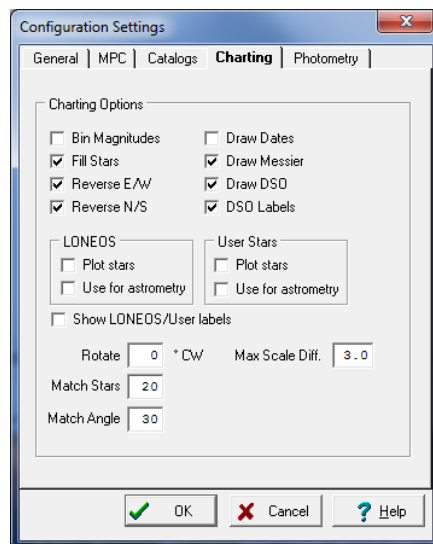 Configuration Settings
General MPC Catalogs Charting Photometry
Charting Options
Bin Magnitudes Draw Dates
Fill Stars Draw Messier
Reverse E/W Draw DSO
Reverse N/S DSO Labels
LONEOS User Stars
Plot stars Plot stars
Use for astrometry Use for astrometry
Show LONEOS/User labels
Rotate 0 ° CW Max Scale Diff. 3.0
Match Stars 20
Match Angle 30
OK Cancel ? Help